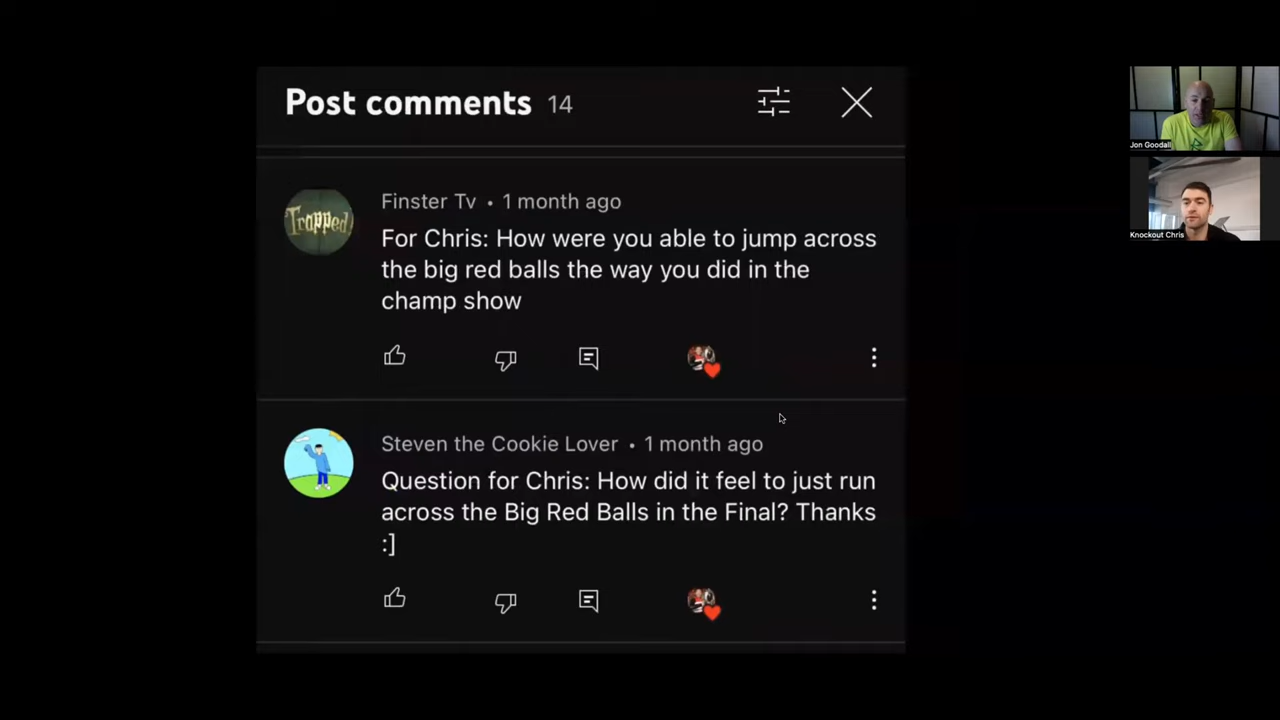 Post comments 14
Finster Tv • 1 month ago
For Chris: How were you able to jump across
the big red balls the way you did in the
champ show
Trapped!
Steven the Cookie Lover • 1 month ago
Question for Chris: How did it feel to just run
across the Big Red Balls in the Final? Thanks
:]
Jon Goodall
Knockout Chris